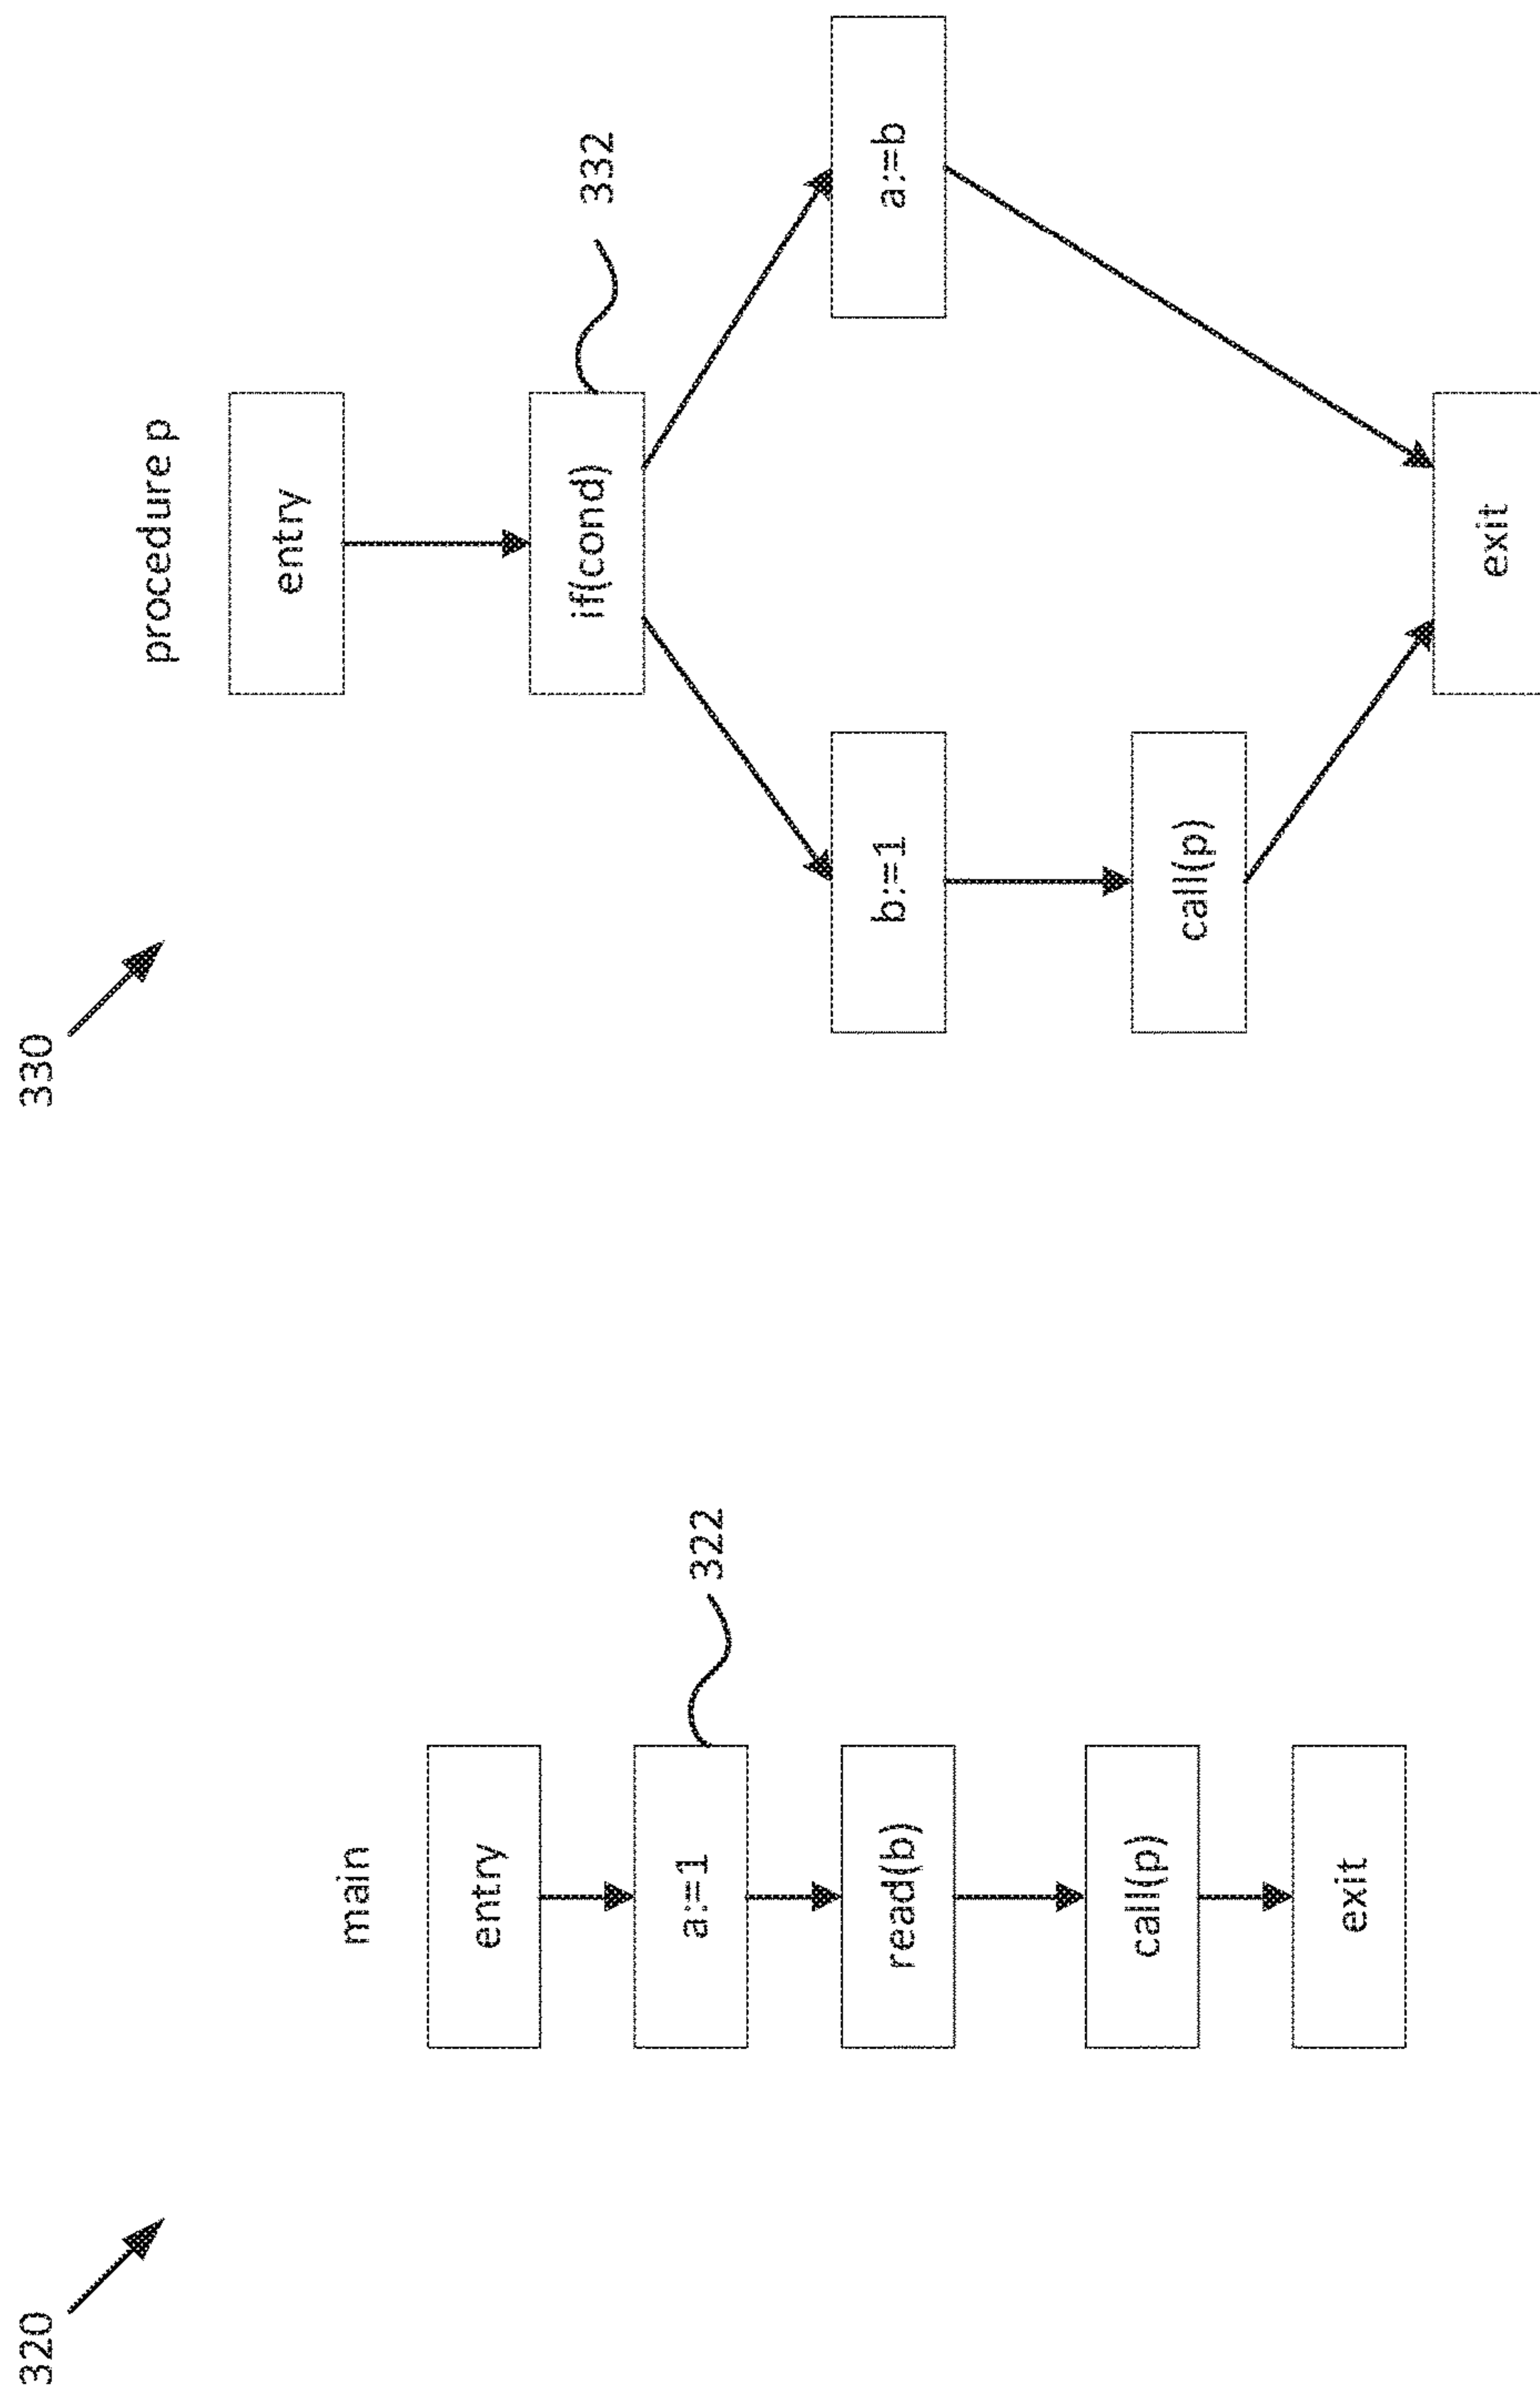 320
main
entry
a:=1
322
read(b)
call(p)
exit
330
procedure p
entry
if(cond)
332
b:=1
a:=b
call(p)
exit